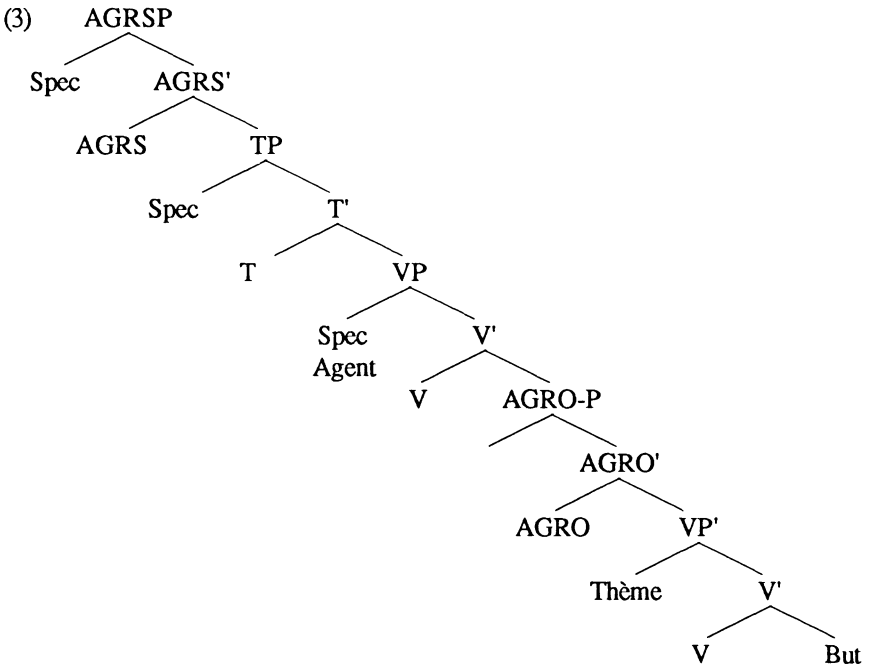 (3) AGRSP
Spec AGRS'
AGRS TP
Spec T'
T VP
Spec V'
Agent
V AGRO-P
AGRO'
AGRO VP'
Thème V'
V But